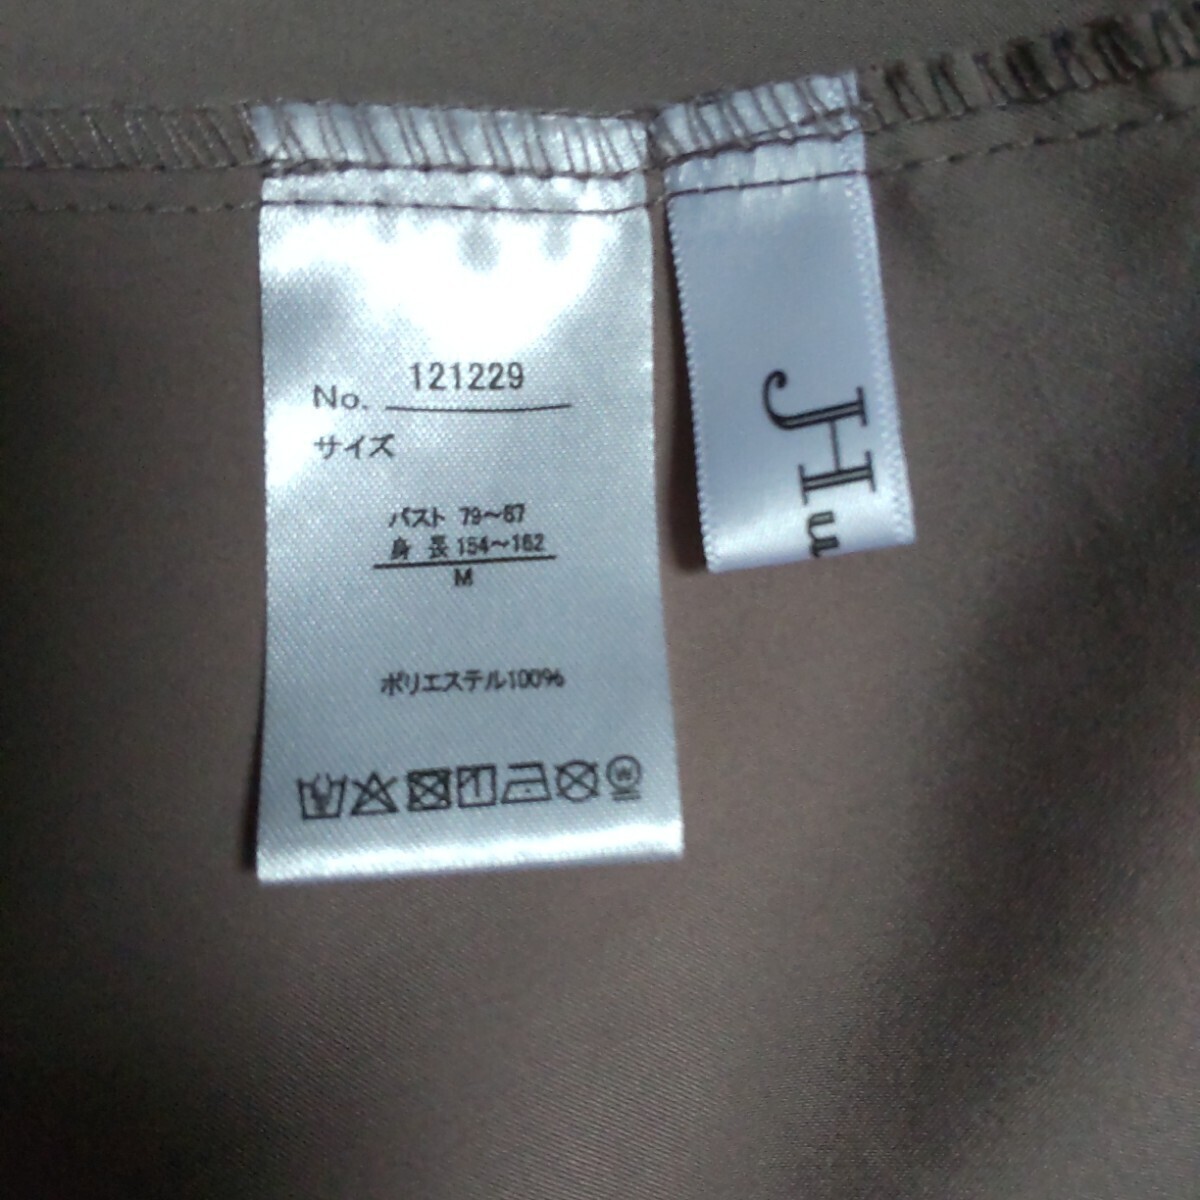 No. 121229
サイズ
バスト 79～87
身長 154～162
M
ポリエステル100%
W
JHu